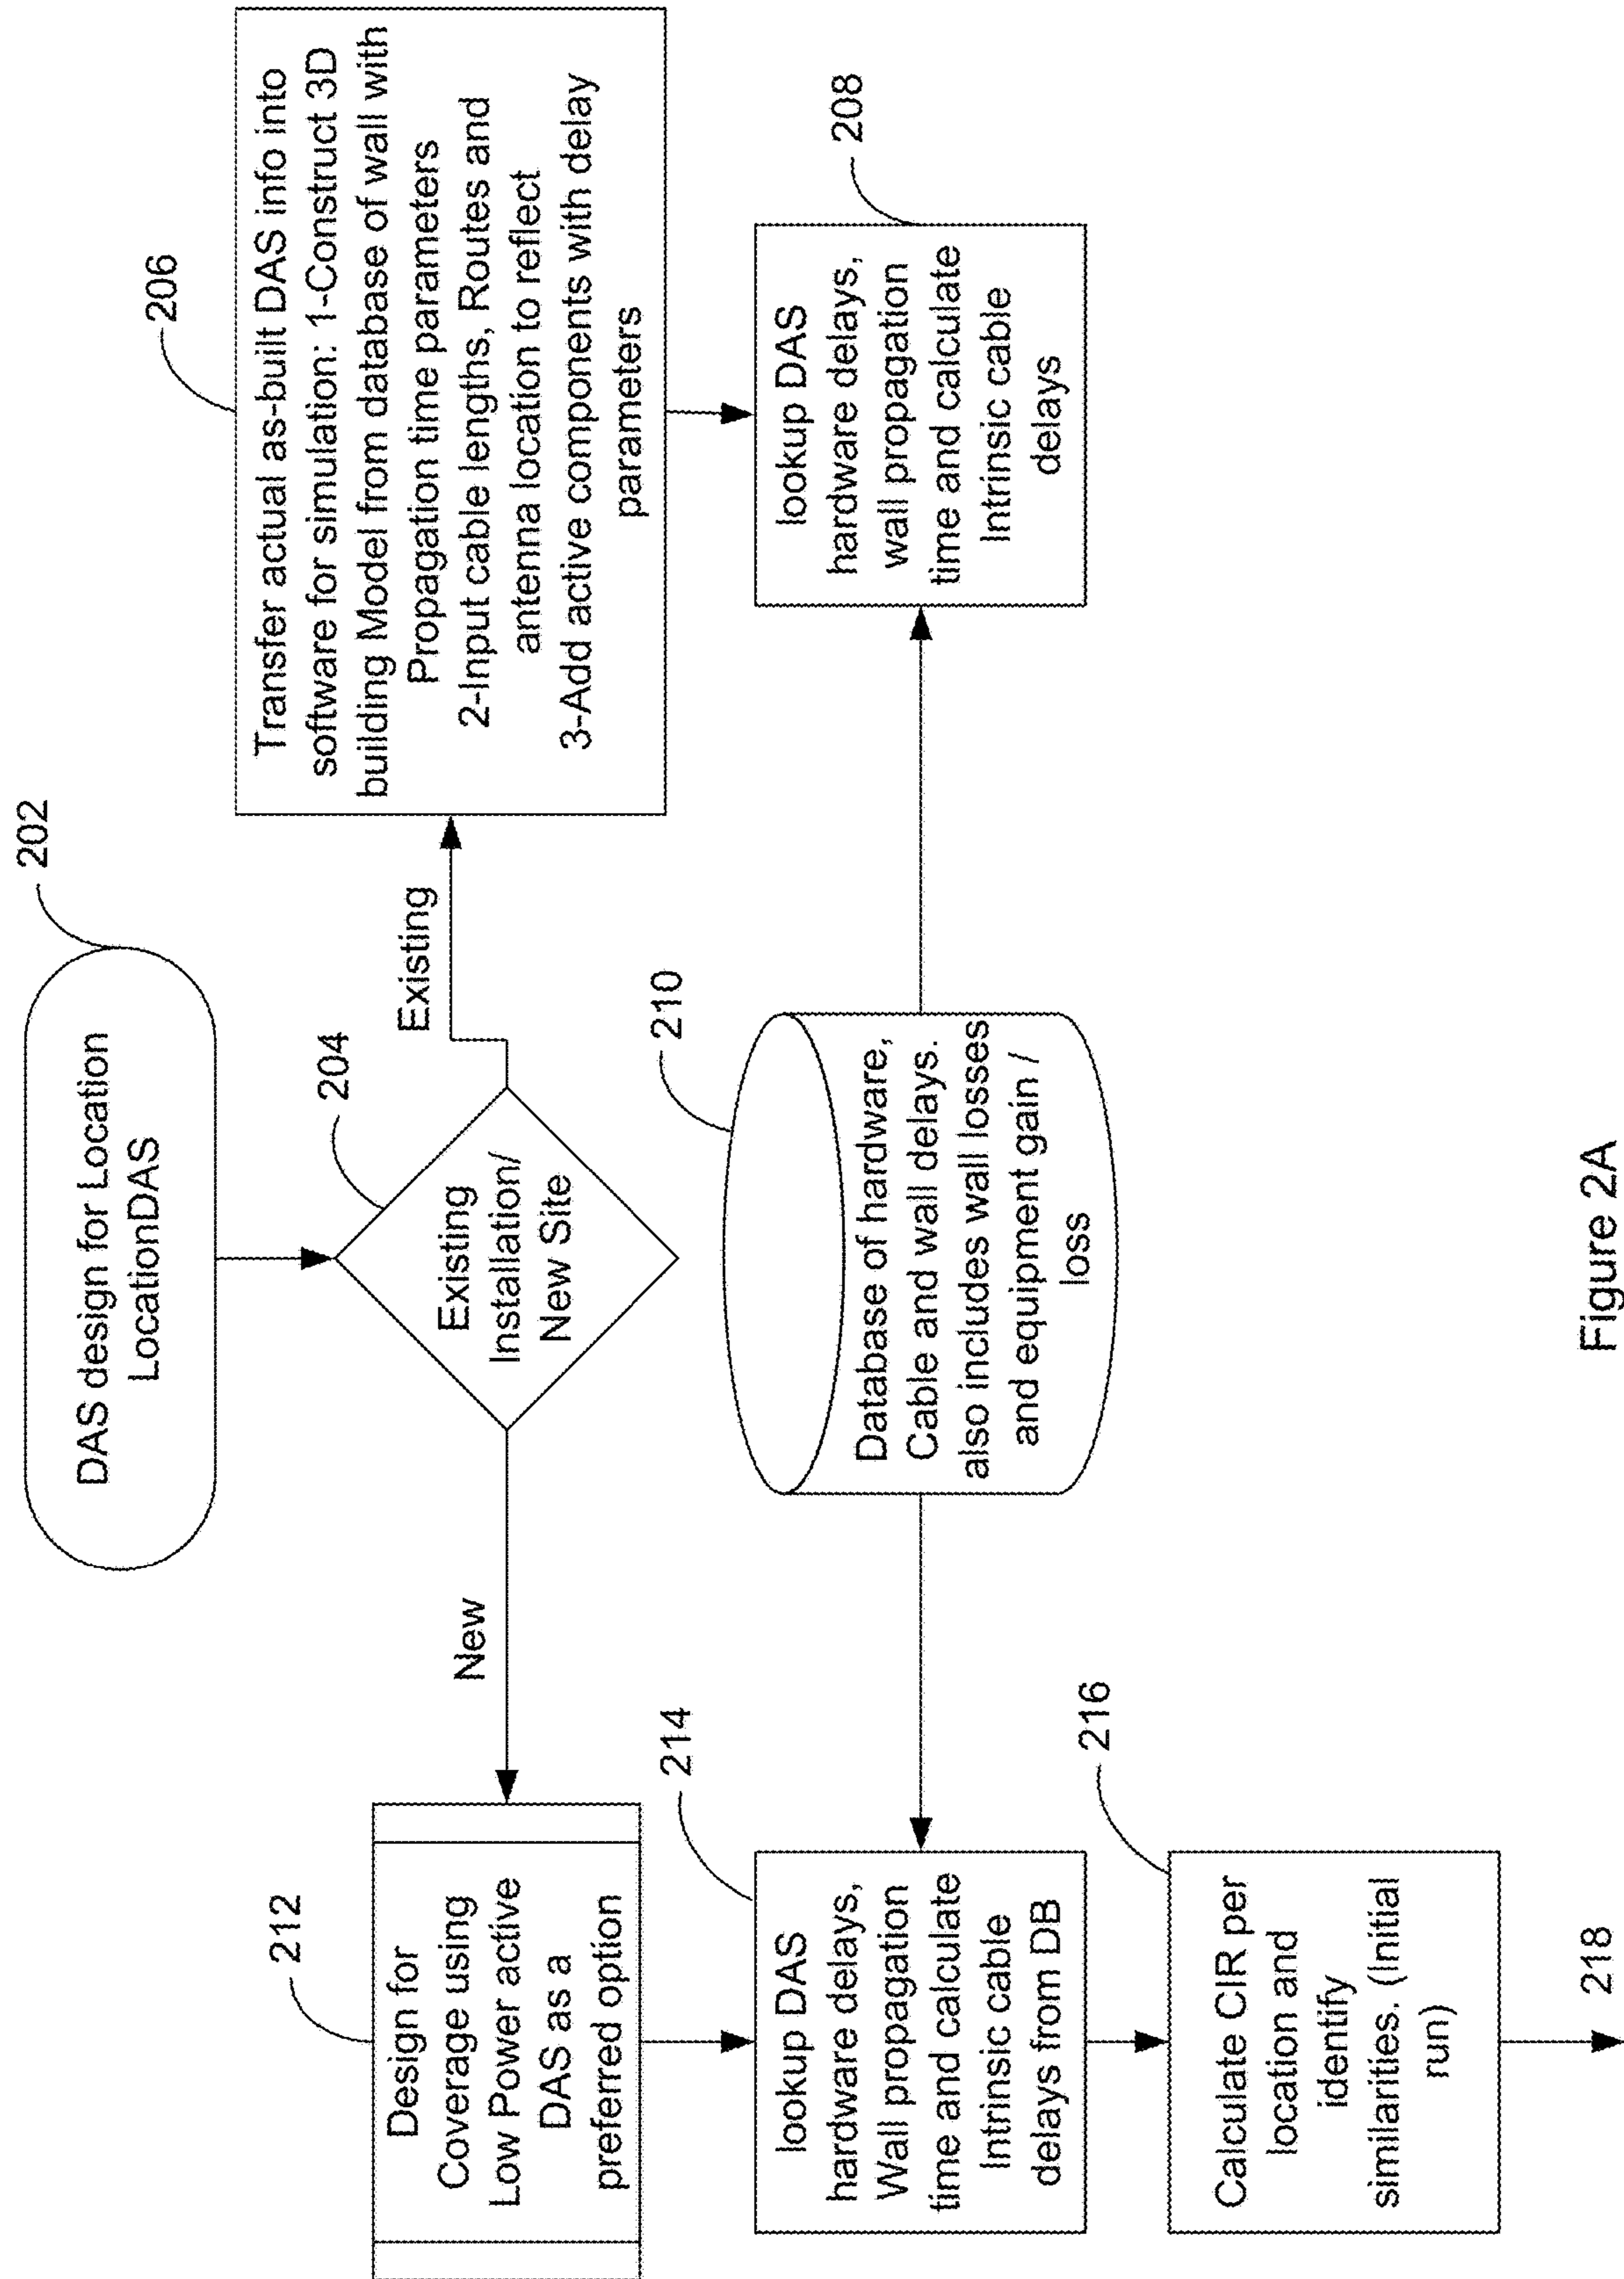 202
DAS design for Location
LocationDAS
204
Existing
Installation/
New Site
Existing
New
206
Transfer actual as-built DAS info into
software for simulation: 1-Construct 3D
building Model from database of wall with
Propagation time parameters
2-Input cable lengths, Routes and
antenna location to reflect
3-Add active components with delay
parameters
212
Design for
Coverage using
Low Power active
DAS as a
preferred option
210
Database of hardware,
Cable and wall delays.
also includes wall losses
and equipment gain /
loss
208
lookup DAS
hardware delays,
wall propagation
time and calculate
Intrinsic cable
delays
214
lookup DAS
hardware delays,
Wall propagation
time and calculate
Intrinsic cable
delays from DB
216
Calculate CIR per
location and
identify
similarities. (Initial
run)
218
Figure 2A